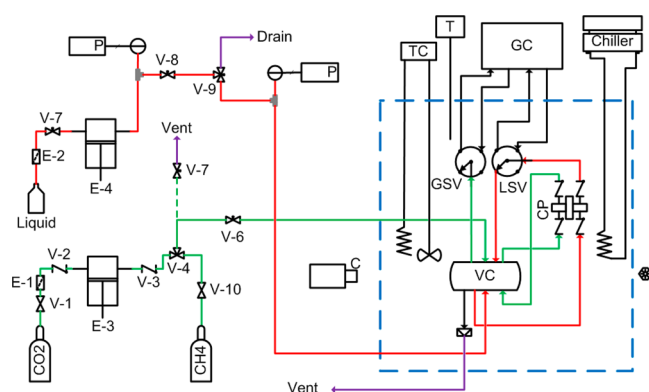 T
P
V-8
Drain
TC
GC
Chiller
P
V-9
V-7
Vent
E-2
V-7
E-4
GSV
LSV
CP
Liquid
V-6
V-2
V-4
E-1
V-3
C
VC
V-1
V-10
E-3
CO2
CH4
Vent